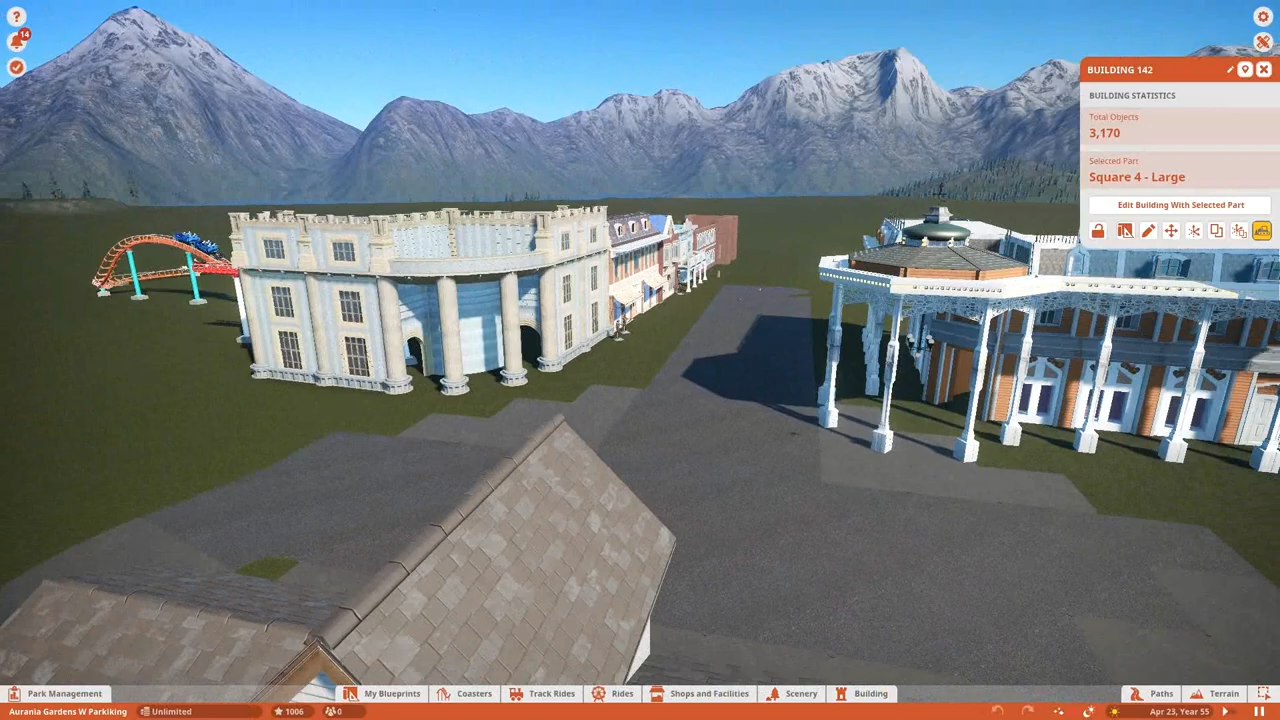 ?
14
BUILDING 142
BUILDING STATISTICS
Total Objects
3,170
Selected Part
Square 4 - Large
Edit Building With Selected Part
Park Management
My Blueprints
Coasters
Track Rides
Rides
Shops and Facilities
Scenery
Building
Paths
Terrain
Aurania Gardens W Parkiking
Unlimited
1006
0
Apr 23, Year 55